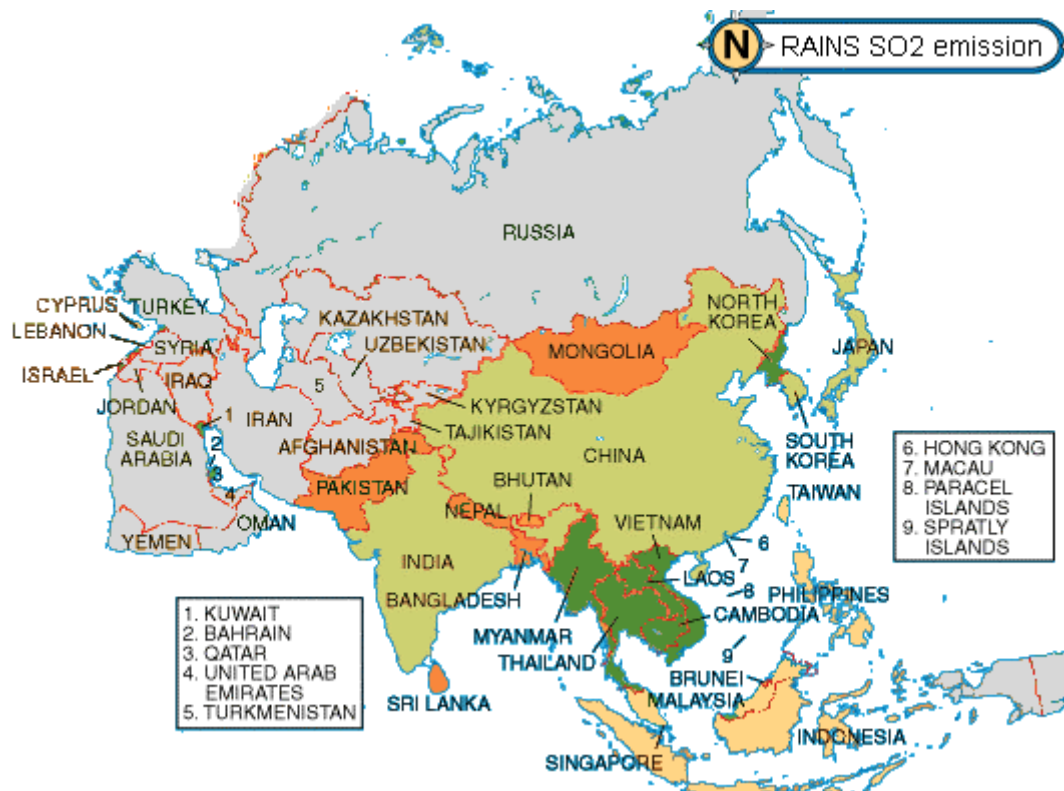 N
RAINS SO2 emission
RUSSIA
NORTH
KOREA
CYPRUS
TURKEY
LEBANON
KAZAKHSTAN
UZBEKISTAN
MONGOLIA
JAPAN
SYRIA
ISRAEL
IRAQ
5
JORDAN
1
IRAN
KYRGYZSTAN
TAJIKISTAN
SAUDI
ARABIA
2
AFGHANISTAN
CHINA
SOUTH
KOREA
3
PAKISTAN
BHUTAN
TAIWAN
4
NEPAL
OMAN
VIETNAM
YEMEN
6
INDIA
7
LAOS
8
PHILIPPINES
BANGLADESH
CAMBODIA
MYANMAR
THAILAND
9
BRUNEI
MALAYSIA
SRI LANKA
INDONESIA
SINGAPORE
6. HONG KONG
7. MACAU
8. PARACEL
ISLANDS
9. SPRATLY
ISLANDS
1. KUWAIT
2. BAHRAIN
3. QATAR
4. UNITED ARAB
EMIRATES
5. TURKMENISTAN